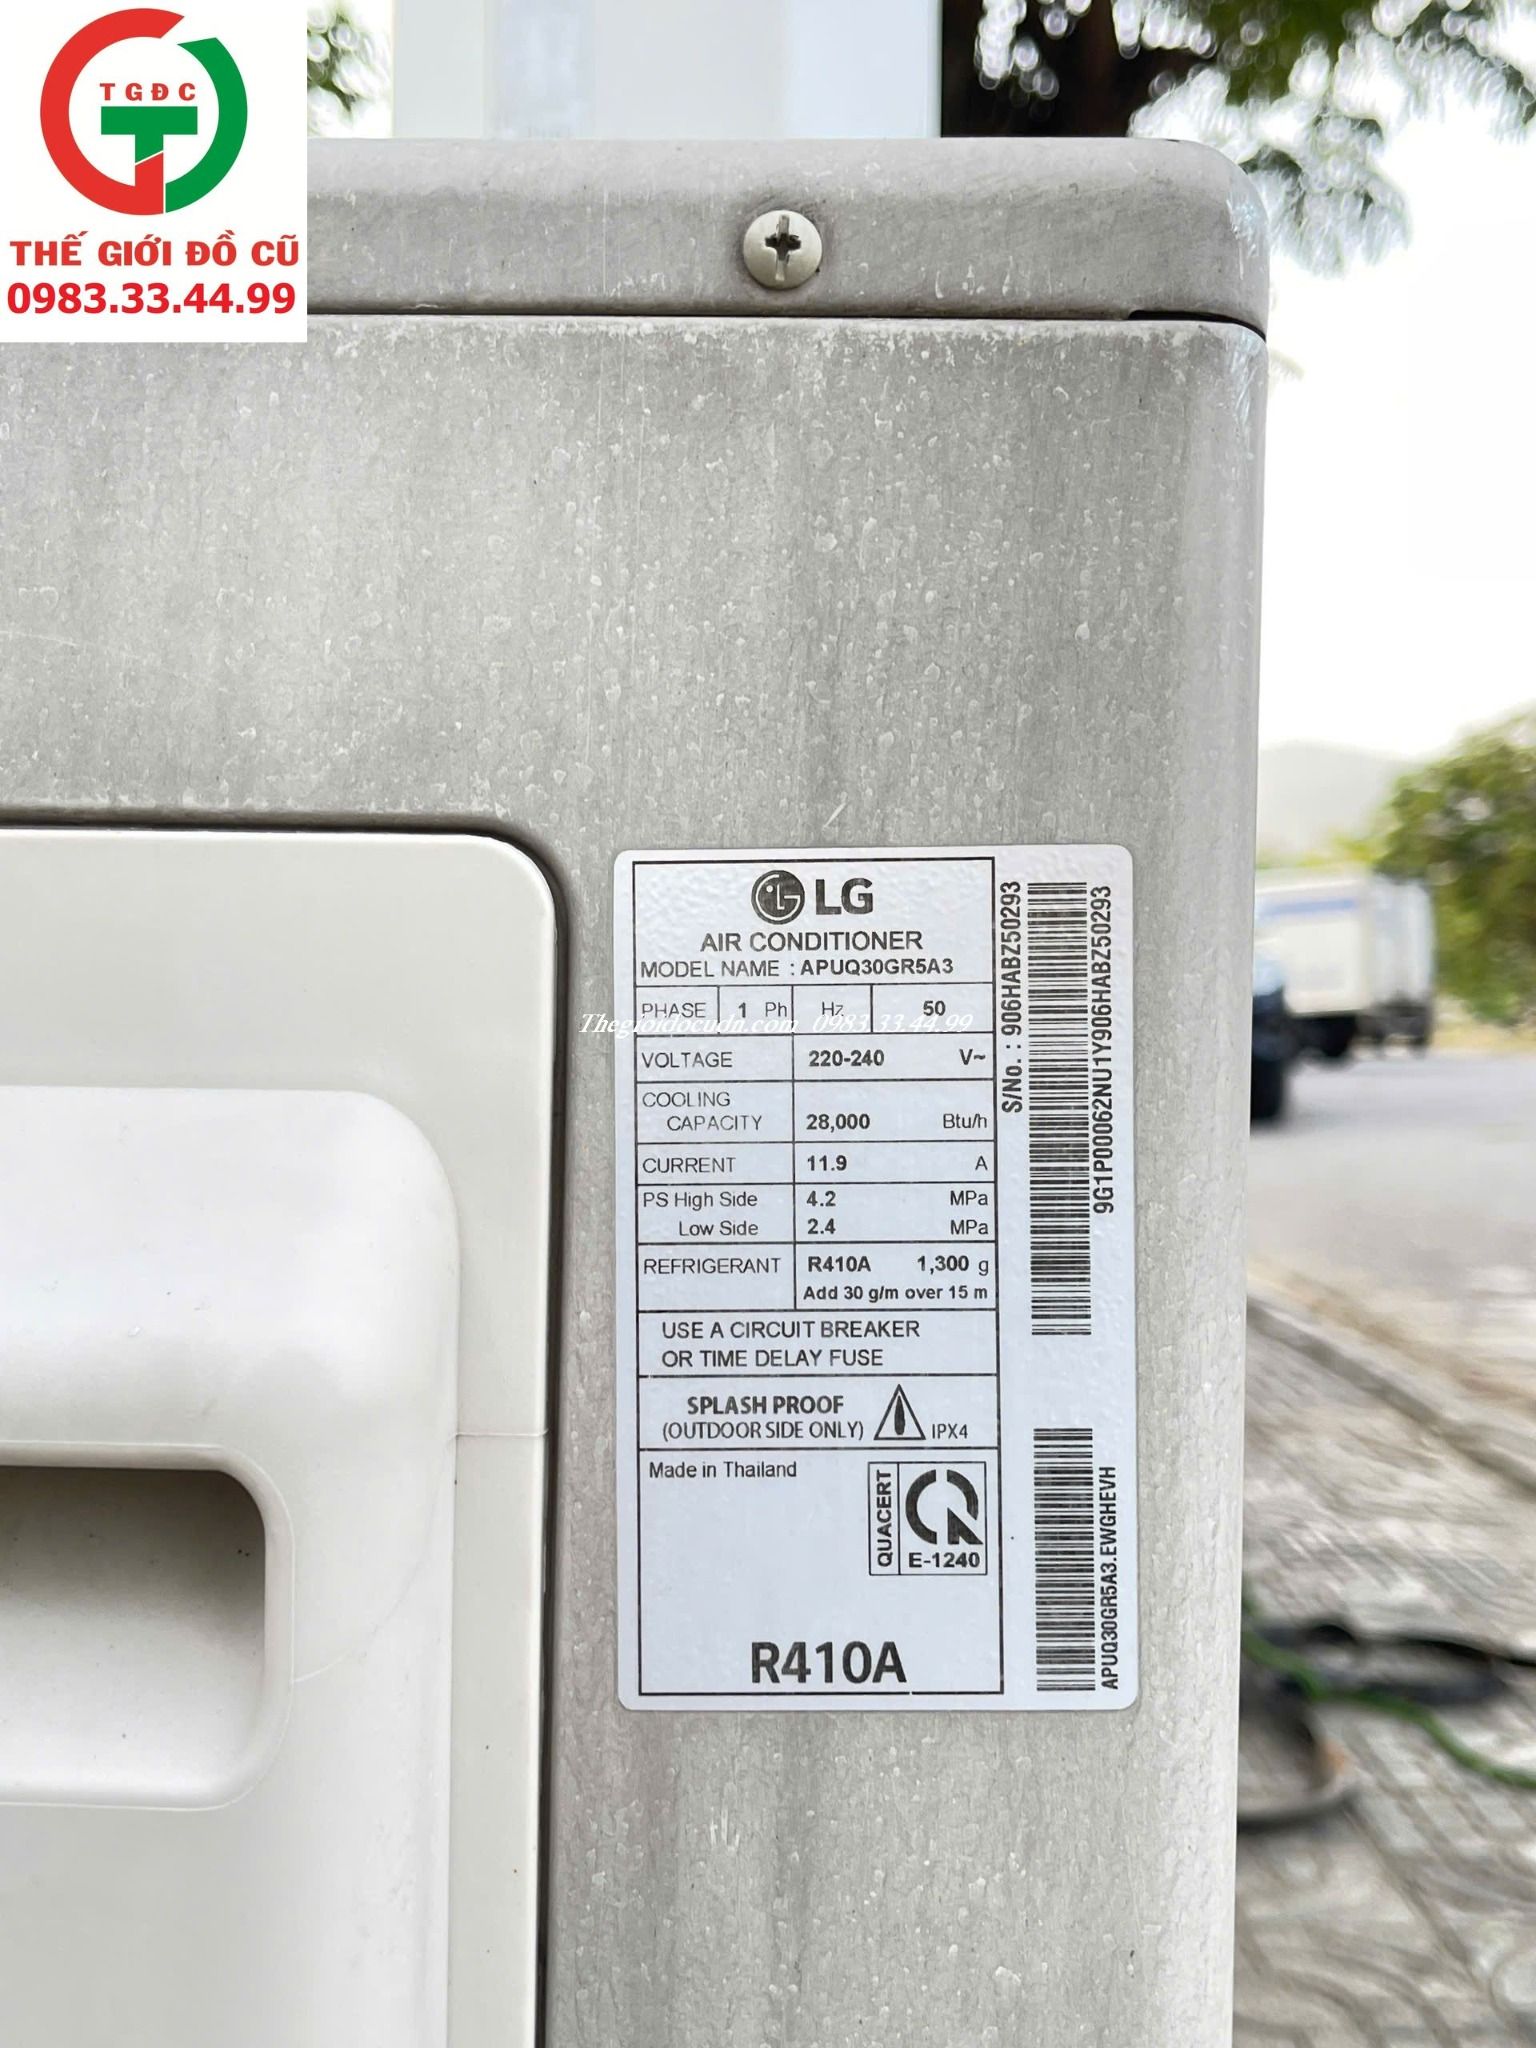 TGĐC
THẾ GIỚI ĐỒ CŨ
0983.33.44.99
LG
AIR CONDITIONER
MODEL NAME : APUQ30GR5A3
PHASE 1 Ph Hz 50
Thegioidocudn.com 0983.33.44.99
VOLTAGE 220-240 V~
COOLING
CAPACITY 28,000 Btu/h
CURRENT 11.9 A
PS High Side 4.2 MPa
Low Side 2.4 MPa
REFRIGERANT R410A 1,300 g
Add 30 g/m over 15 m
USE A CIRCUIT BREAKER
OR TIME DELAY FUSE
SPLASH PROOF
(OUTDOOR SIDE ONLY) IPX4
Made in Thailand
QUACERT
E-1240
R410A
S/No. : 906HABZ50293
9G1P00062NU1Y906HABZ50293
APUQ30GR5A3.EWGHEVH